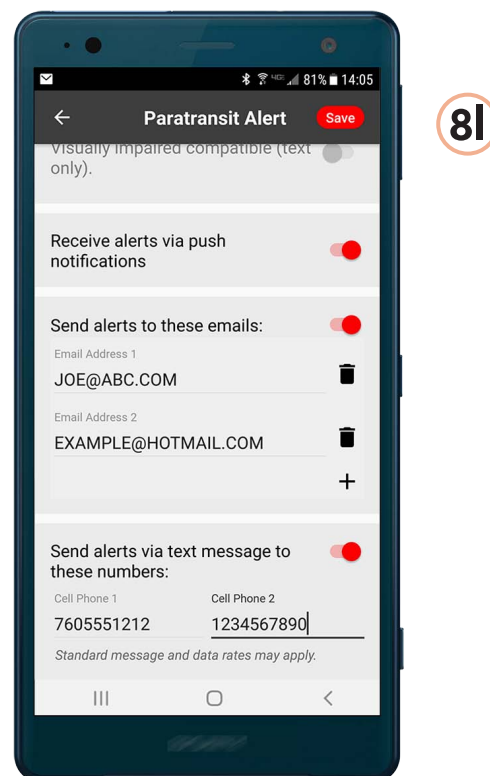 81% 14:05
Paratransit Alert Save
Visually impaired compatible (text
only).
Receive alerts via push
notifications
Send alerts to these emails:
Email Address 1
JOE@ABC.COM
Email Address 2
EXAMPLE@HOTMAIL.COM
+
Send alerts via text message to
these numbers:
Cell Phone 1 Cell Phone 2
7605551212 1234567890
Standard message and data rates may apply.